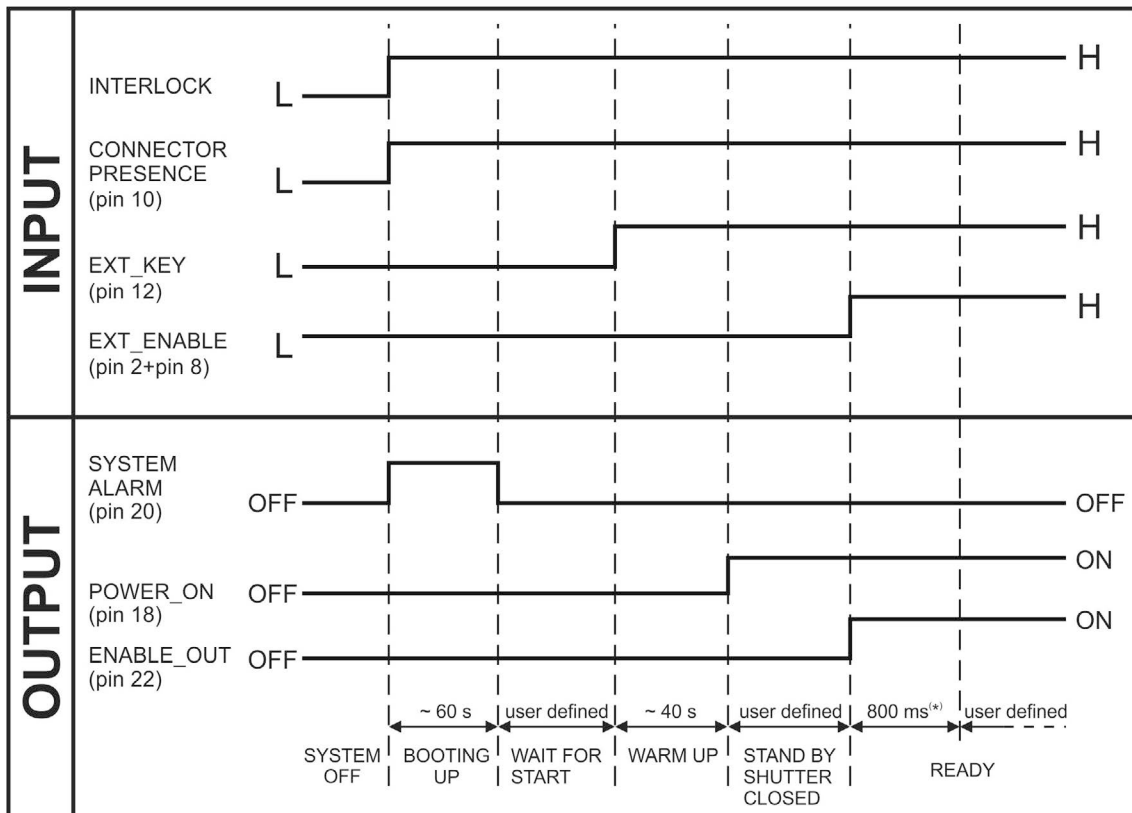 INPUT
INTERLOCK L H
CONNECTOR
PRESENCE
(pin 10) L H
EXT_KEY
(pin 12) L H
EXT_ENABLE
(pin 2+pin 8) L H
OUTPUT
SYSTEM
ALARM
(pin 20) OFF OFF
POWER_ON
(pin 18) OFF ON
ENABLE_OUT
(pin 22) OFF ON
~ 60 s user defined ~ 40 s user defined 800 ms(*) user defined
SYSTEM
OFF
BOOTING
UP
WAIT FOR
START
WARM UP
STAND BY
SHUTTER
CLOSED
READY